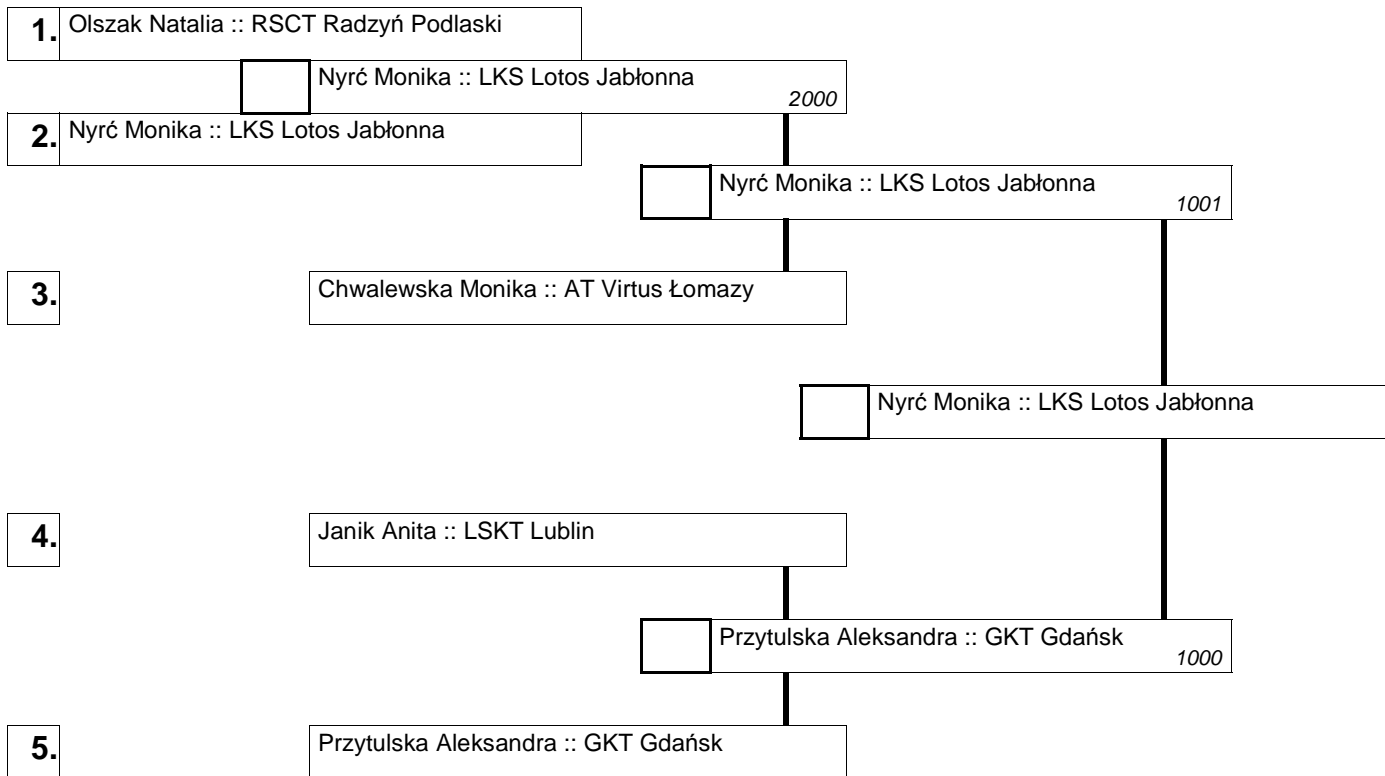 1. Olszak Natalia :: RSCT Radzyń Podlaski
Nyrć Monika :: LKS Lotos Jabłonna
2000
2. Nyrć Monika :: LKS Lotos Jabłonna
Nyrć Monika :: LKS Lotos Jabłonna
1001
3. Chwalewska Monika :: AT Virtus Łomazy
Nyrć Monika :: LKS Lotos Jabłonna
4. Janik Anita :: LSKT Lublin
Przytulska Aleksandra :: GKT Gdańsk
1000
5. Przytulska Aleksandra :: GKT Gdańsk